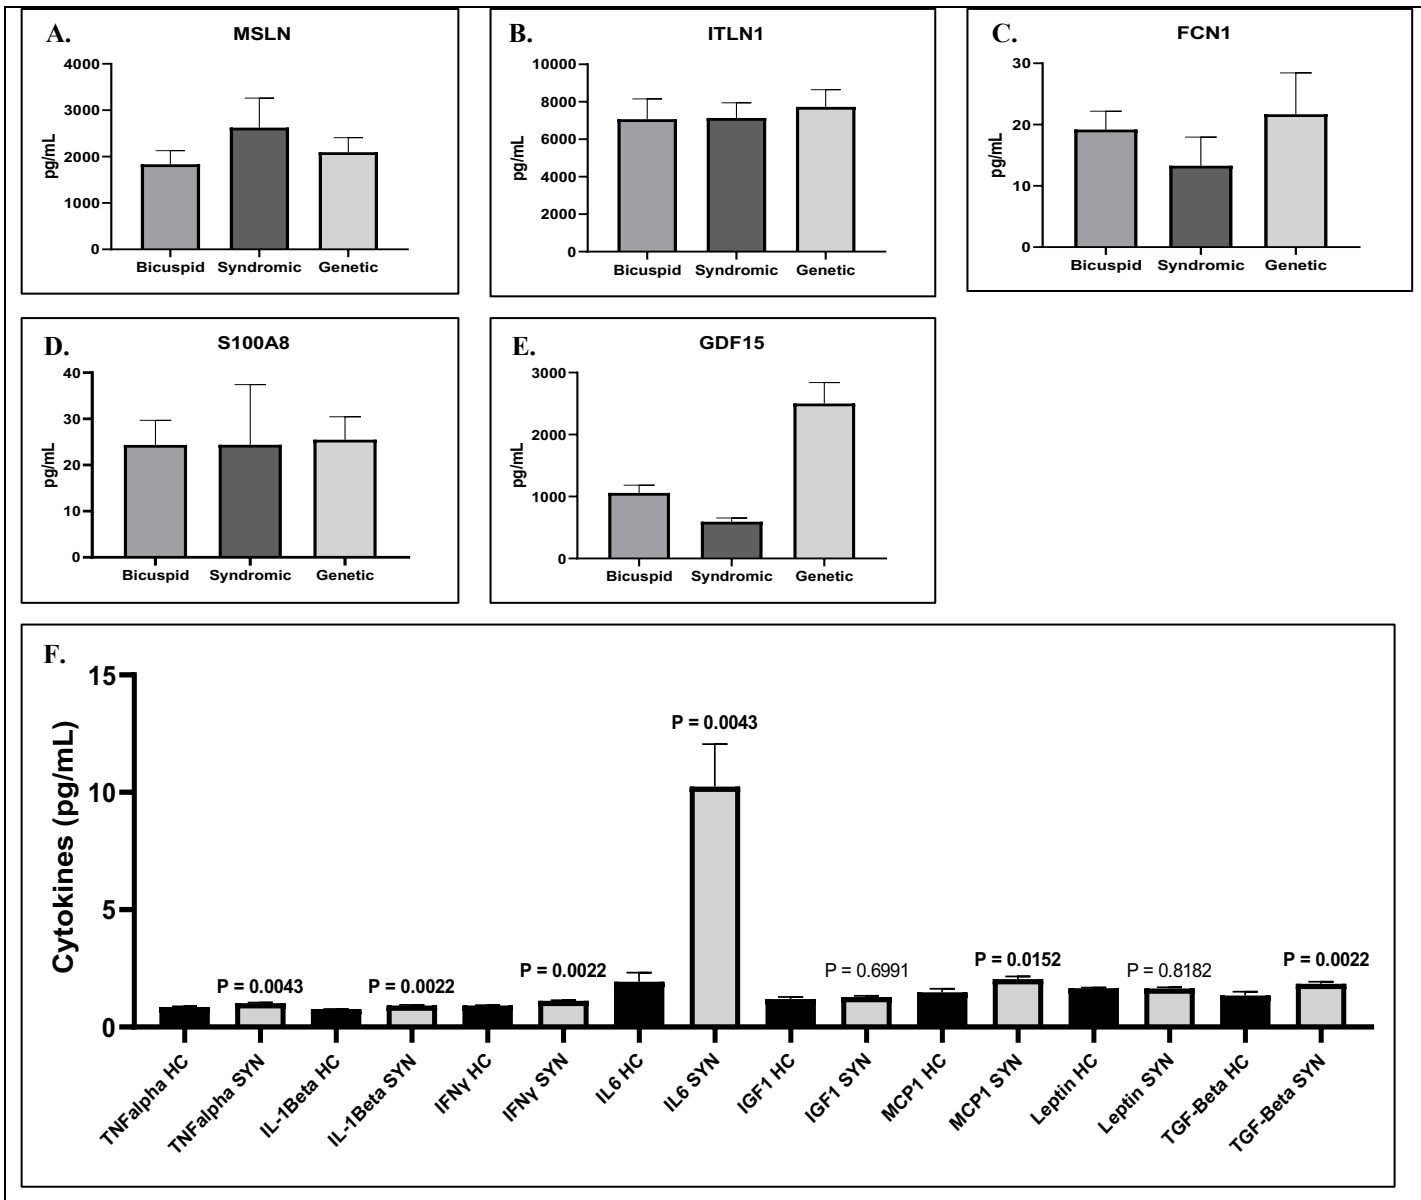 A.
MSLN
4000
3000
2000
1000
0
pg/mL
Bicuspid Syndromic Genetic
B.
ITLN1
10000
8000
6000
4000
2000
0
pg/mL
Bicuspid Syndromic Genetic
C.
FCN1
30
20
10
0
pg/mL
Bicuspid Syndromic Genetic
D.
S100A8
40
30
20
10
0
pg/mL
Bicuspid Syndromic Genetic
E.
GDF15
3000
2000
1000
0
pg/mL
Bicuspid Syndromic Genetic
F.
15
10
5
0
Cytokines (pg/mL)
P = 0.0043
P = 0.0022
P = 0.0022
P = 0.0043
P = 0.6991
P = 0.0152
P = 0.8182
P = 0.0022
TNFalpha HC
TNFalpha SYN
IL-1Beta HC
IL-1Beta SYN
IFNγ HC
IFNγ SYN
IL6 HC
IL6 SYN
IGF1 HC
IGF1 SYN
MCP1 HC
MCP1 SYN
Leptin HC
Leptin SYN
TGF-Beta HC
TGF-Beta SYN